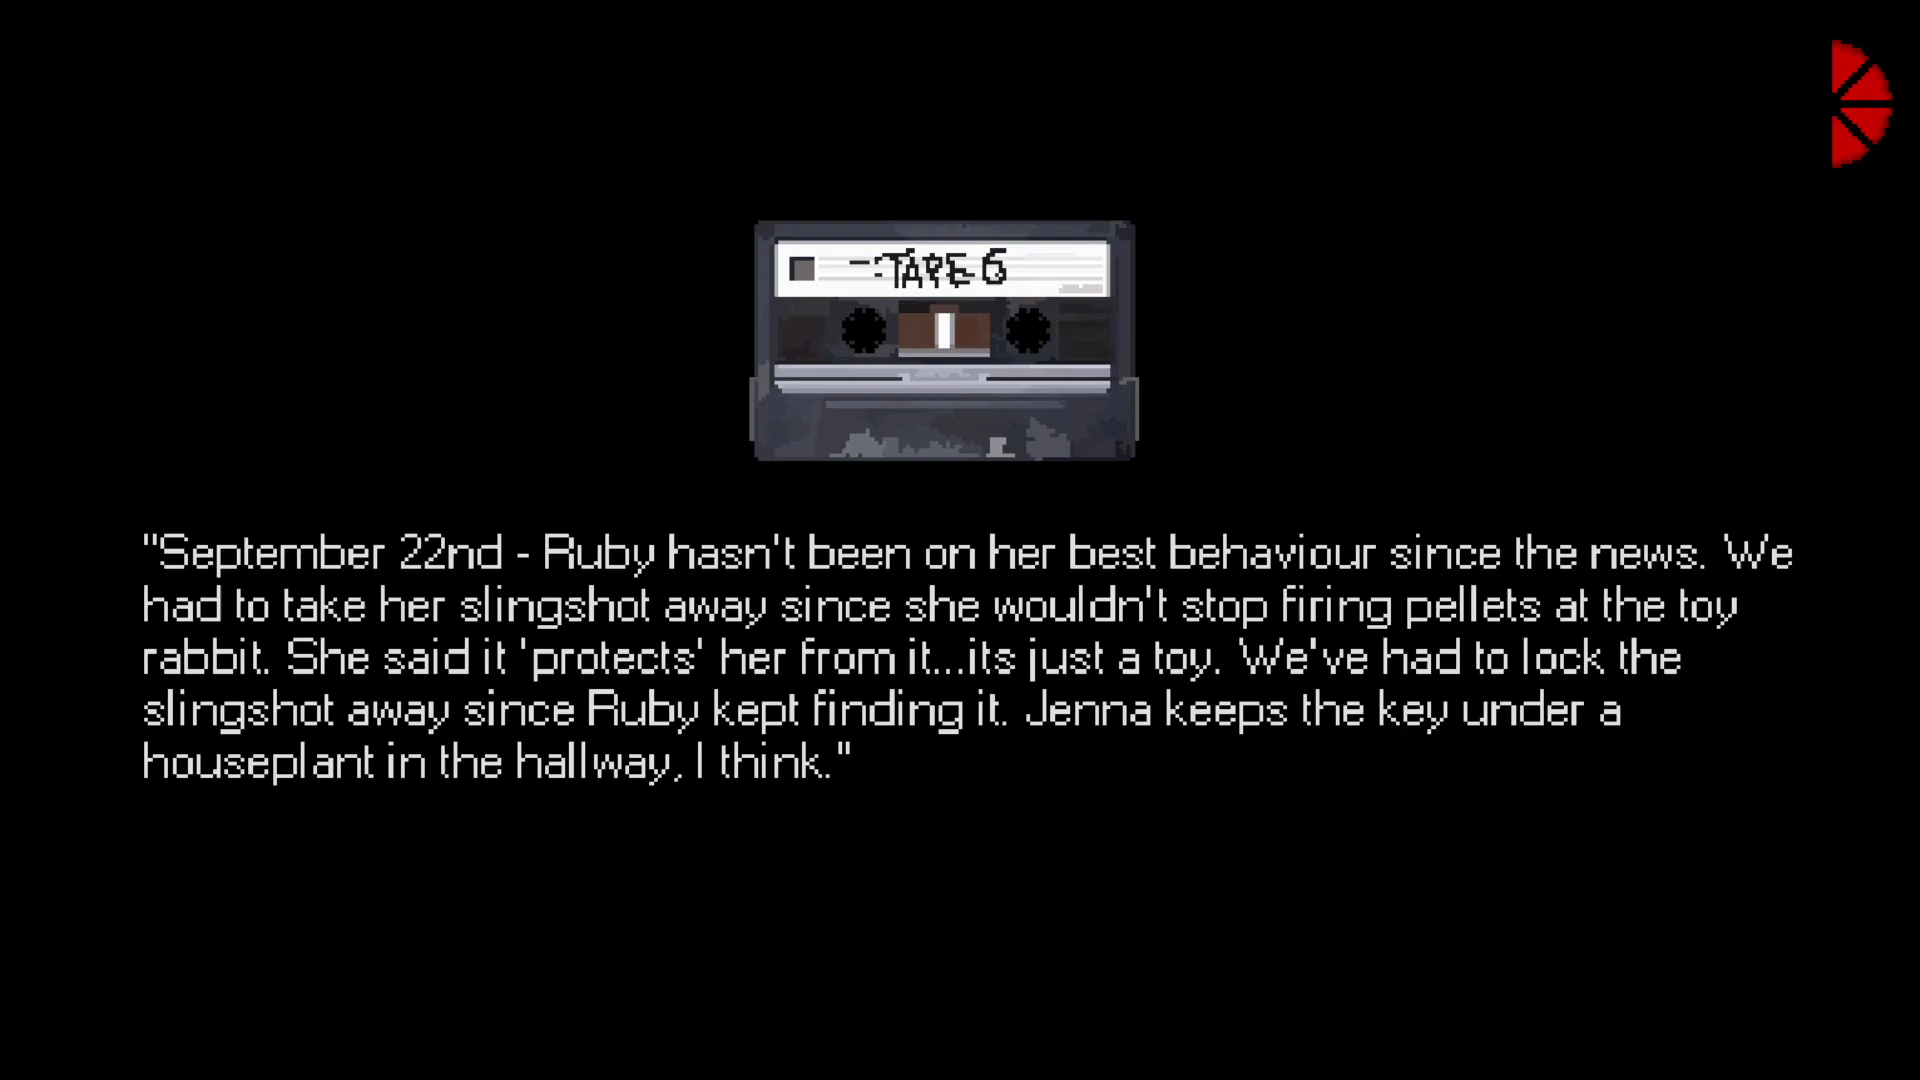 TAPE 6
"September 22nd - Ruby hasn't been on her best behaviour since the news. We
had to take her slingshot away since she wouldn't stop firing pellets at the toy
rabbit. She said it 'protects' her from it...its just a toy. We've had to lock the
slingshot away since Ruby kept finding it. Jenna keeps the key under a
houseplant in the hallway, I think."